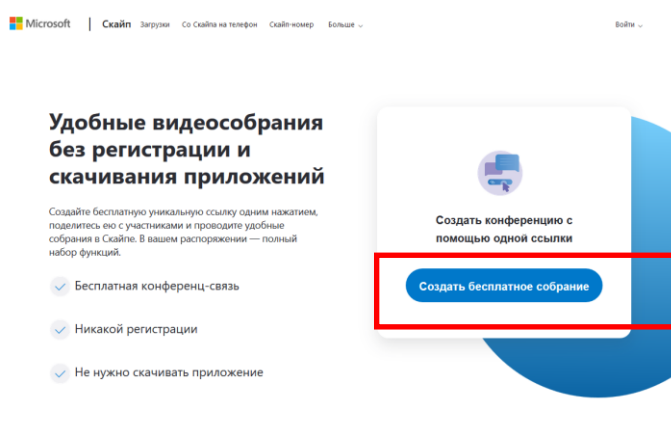 Microsoft Скайп Загрузки Со Скайпа на телефон Скайп-номер Больше Войти
Удобные видеособрания
без регистрации и
скачивания приложений
Создайте бесплатную уникальную ссылку одним нажатием,
поделитесь ею с участниками и проводите удобные
собрания в Скайпе. В вашем распоряжении — полный
набор функций.
Бесплатная конференц-связь
Никакой регистрации
Не нужно скачивать приложение
Создать конференцию с
помощью одной ссылки
Создать бесплатное собрание